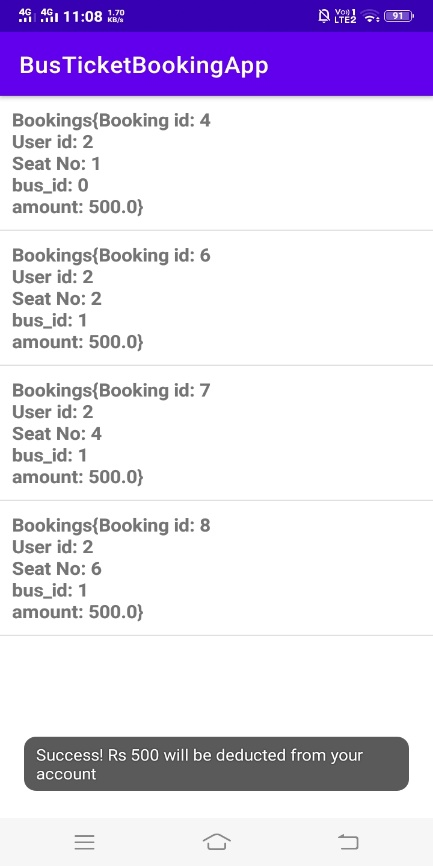 4G 4G 11:08 1.70 KB/s VoLTE2 91
BusTicketBookingApp
Bookings{Booking id: 4
User id: 2
Seat No: 1
bus_id: 0
amount: 500.0}
Bookings{Booking id: 6
User id: 2
Seat No: 2
bus_id: 1
amount: 500.0}
Bookings{Booking id: 7
User id: 2
Seat No: 4
bus_id: 1
amount: 500.0}
Bookings{Booking id: 8
User id: 2
Seat No: 6
bus_id: 1
amount: 500.0}
Success! Rs 500 will be deducted from your
account